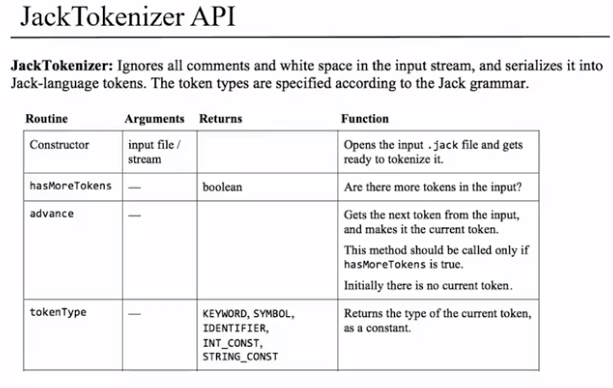 JackTokenizer API
JackTokenizer: Ignores all comments and white space in the input stream, and serializes it into
Jack-language tokens. The token types are specified according to the Jack grammar.
Routine Arguments Returns Function
Constructor input file / Opens the input .jack file and gets
stream ready to tokenize it.
hasMoreTokens — boolean Are there more tokens in the input?
advance — Gets the next token from the input,
and makes it the current token.
This method should be called only if
hasMoreTokens is true.
Initially there is no current token.
tokenType — KEYWORD, SYMBOL, Returns the type of the current token,
IDENTIFIER, as a constant.
INT_CONST,
STRING_CONST